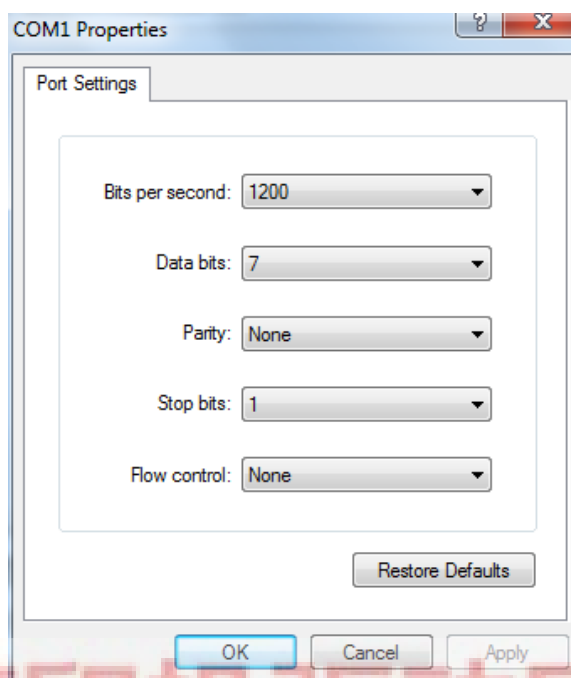 COM1 Properties
?
X
Port Settings
Bits per second: 1200
Data bits: 7
Parity: None
Stop bits: 1
Flow control: None
Restore Defaults
OK
Cancel
Apply